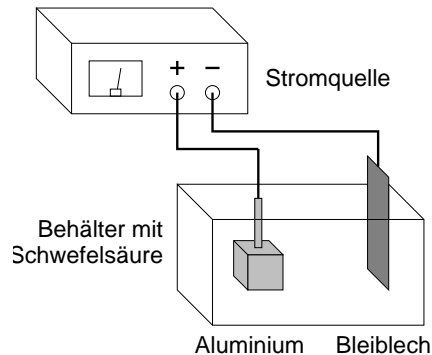 + −
Stromquelle
Behälter mit
Schwefelsäure
Aluminium Bleiblech